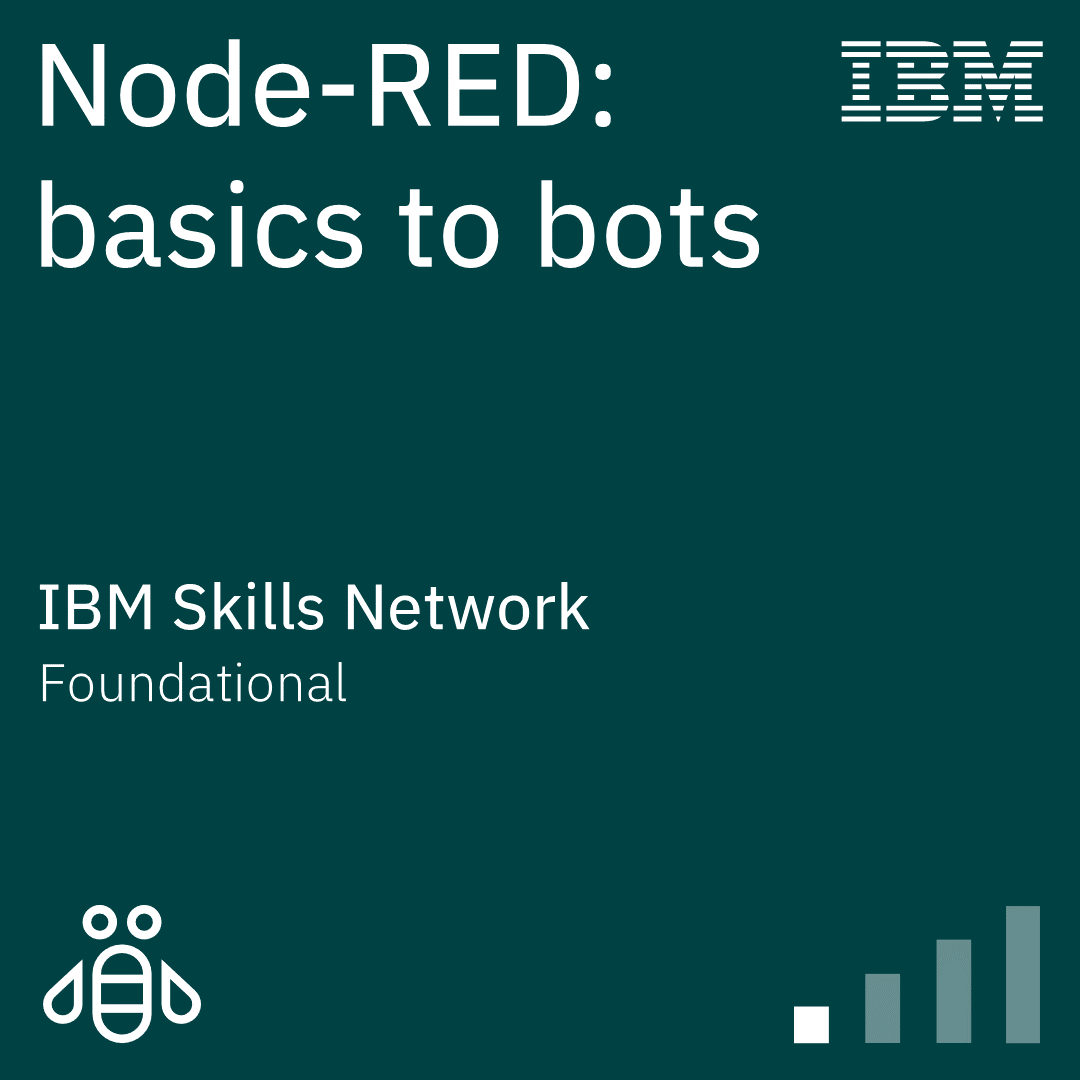 Node-RED:
IBM
basics to bots
IBM Skills Network
Foundational